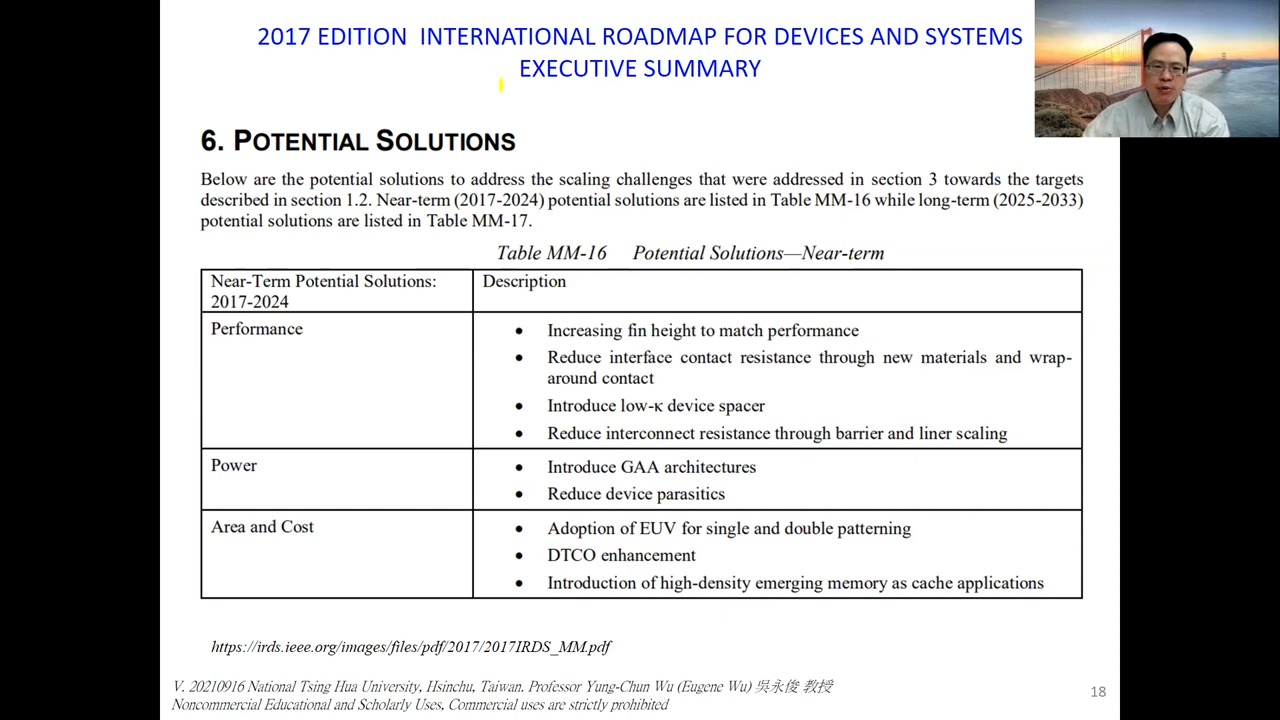 2017 EDITION INTERNATIONAL ROADMAP FOR DEVICES AND SYSTEMS
EXECUTIVE SUMMARY
6. POTENTIAL SOLUTIONS
Below are the potential solutions to address the scaling challenges that were addressed in section 3 towards the targets
described in section 1.2. Near-term (2017-2024) potential solutions are listed in Table MM-16 while long-term (2025-2033)
potential solutions are listed in Table MM-17.
Table MM-16 Potential Solutions—Near-term
Near-Term Potential Solutions:
2017-2024
Description
Performance
• Increasing fin height to match performance
• Reduce interface contact resistance through new materials and wrap-
around contact
• Introduce low-κ device spacer
• Reduce interconnect resistance through barrier and liner scaling
Power
• Introduce GAA architectures
• Reduce device parasitics
Area and Cost
• Adoption of EUV for single and double patterning
• DTCO enhancement
• Introduction of high-density emerging memory as cache applications
https://irds.ieee.org/images/files/pdf/2017/2017IRDS_MM.pdf
V. 20210916 National Tsing Hua University, Hsinchu, Taiwan. Professor Yung-Chun Wu (Eugene Wu) 吳永俊 教授
Noncommercial Educational and Scholarly Uses, Commercial uses are strictly prohibited
18